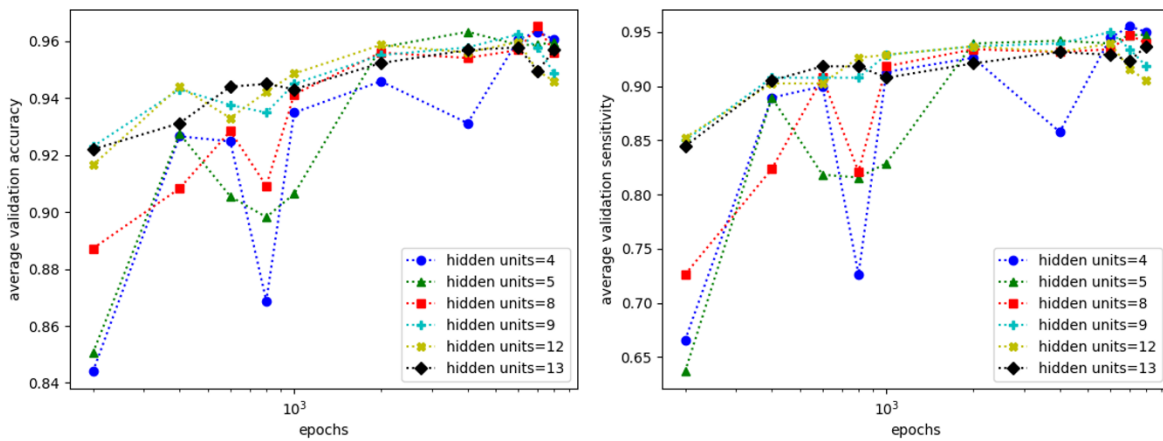 average validation accuracy
0.96
0.94
0.92
0.90
0.88
0.86
0.84
hidden units=4
hidden units=5
hidden units=8
hidden units=9
hidden units=12
hidden units=13
10³
epochs
average validation sensitivity
0.95
0.90
0.85
0.80
0.75
0.70
0.65
hidden units=4
hidden units=5
hidden units=8
hidden units=9
hidden units=12
hidden units=13
10³
epochs